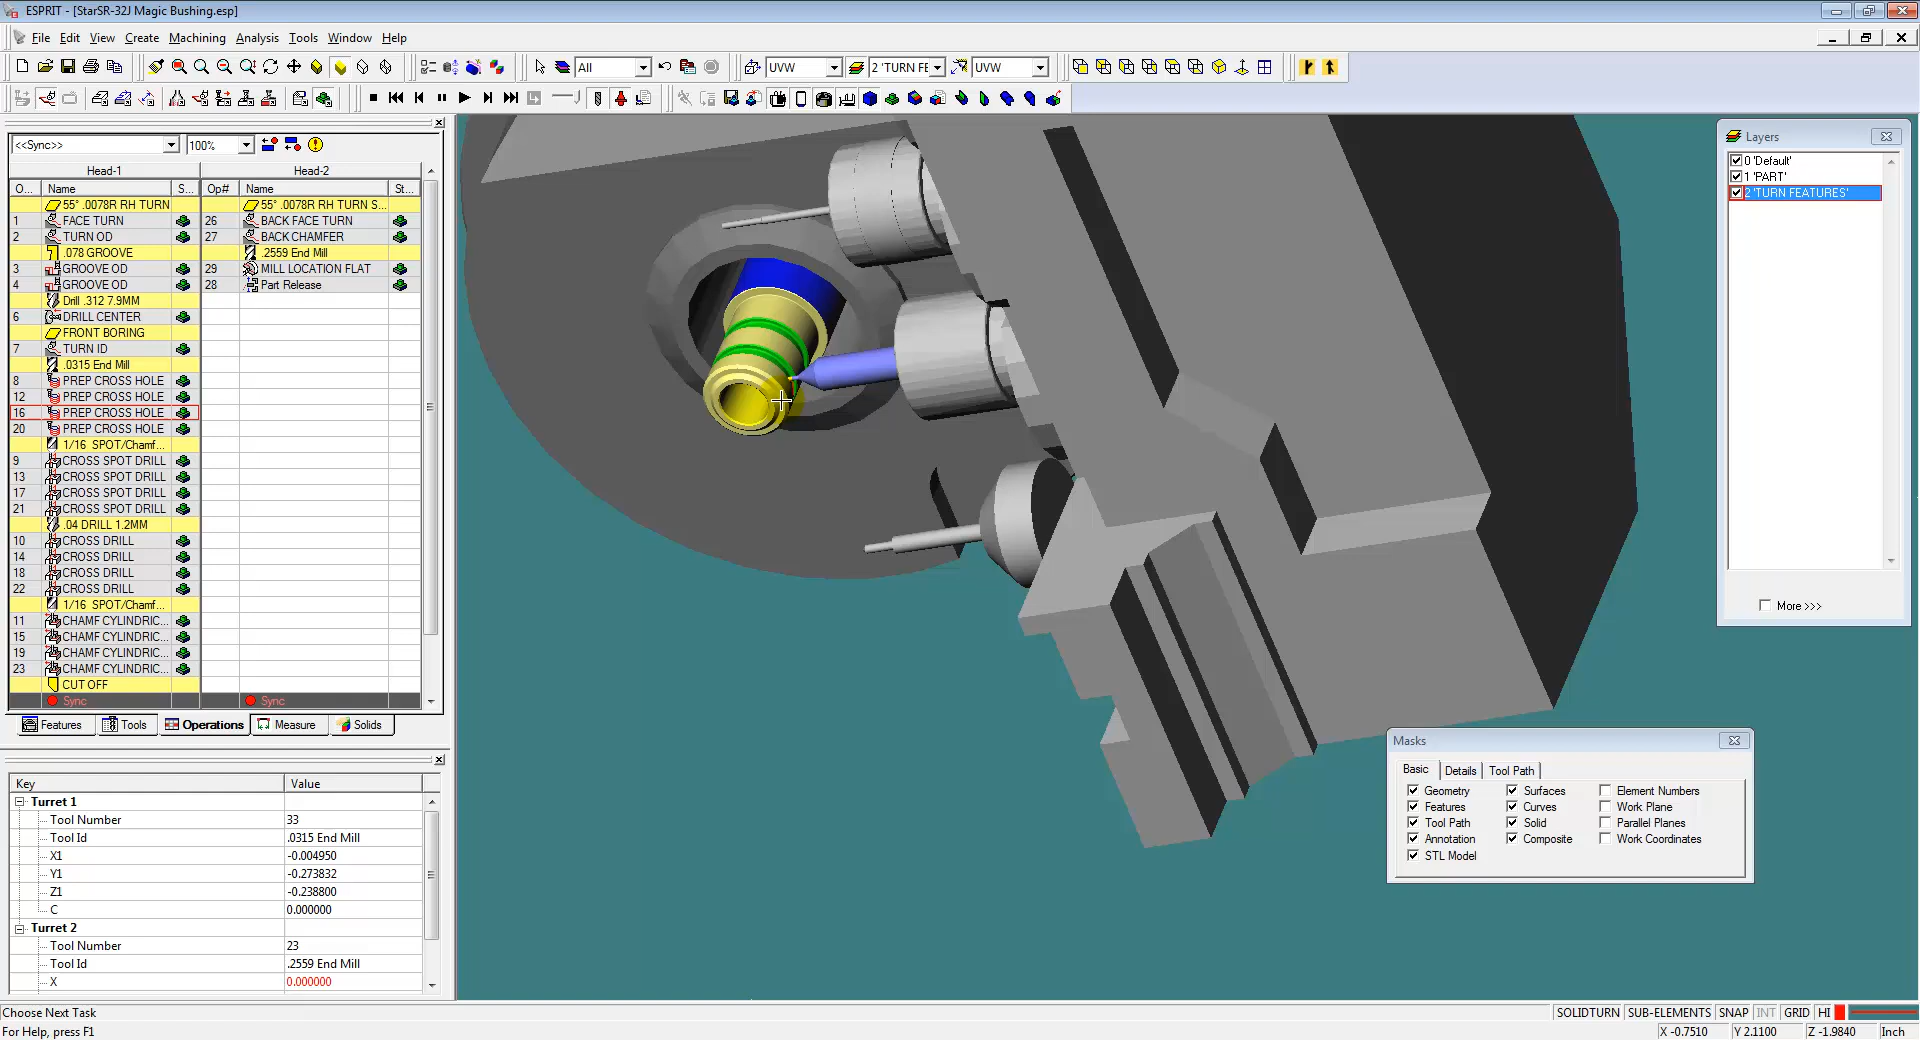 ESPRIT - [StarSR-32J Magic Bushing.esp]
File Edit View Create Machining Analysis Tools Window Help
All UVW 2 'TURN FE UVW
<<Sync>> 100%
Head-1 Head-2
O... Name S... Op# Name St...
55° .0078R RH TURN 55° .0078R RH TURN S...
1 FACE TURN 26 BACK FACE TURN
2 TURN OD 27 BACK CHAMFER
.078 GROOVE .2559 End Mill
3 GROOVE OD 29 MILL LOCATION FLAT
4 GROOVE OD 28 Part Release
Drill .312 7.9MM
6 DRILL CENTER
FRONT BORING
7 TURN ID
.0315 End Mill
8 PREP CROSS HOLE
12 PREP CROSS HOLE
16 PREP CROSS HOLE
20 PREP CROSS HOLE
1/16 SPOT/Chamf...
9 CROSS SPOT DRILL
13 CROSS SPOT DRILL
17 CROSS SPOT DRILL
21 CROSS SPOT DRILL
.04 DRILL 1.2MM
10 CROSS DRILL
14 CROSS DRILL
18 CROSS DRILL
22 CROSS DRILL
1/16 SPOT/Chamf...
11 CHAMF CYLINDRIC...
15 CHAMF CYLINDRIC...
19 CHAMF CYLINDRIC...
23 CHAMF CYLINDRIC...
CUT OFF
Sync Sync
Features Tools Operations Measure Solids
Key Value
Turret 1
Tool Number 33
Tool Id .0315 End Mill
X1 -0.004950
Y1 -0.273832
Z1 -0.238800
C 0.000000
Turret 2
Tool Number 23
Tool Id .2559 End Mill
X 0.000000
Layers
0 'Default'
1 'PART'
2 'TURN FEATURES'
More >>>
Masks
Basic Details Tool Path
Geometry Surfaces Element Numbers
Features Curves Work Plane
Tool Path Solid Parallel Planes
Annotation Composite Work Coordinates
STL Model
Choose Next Task SOLIDTURN SUB-ELEMENTS SNAP INT GRID HI
For Help, press F1 X -0.7510 Y 2.1100 Z -1.9840 Inch